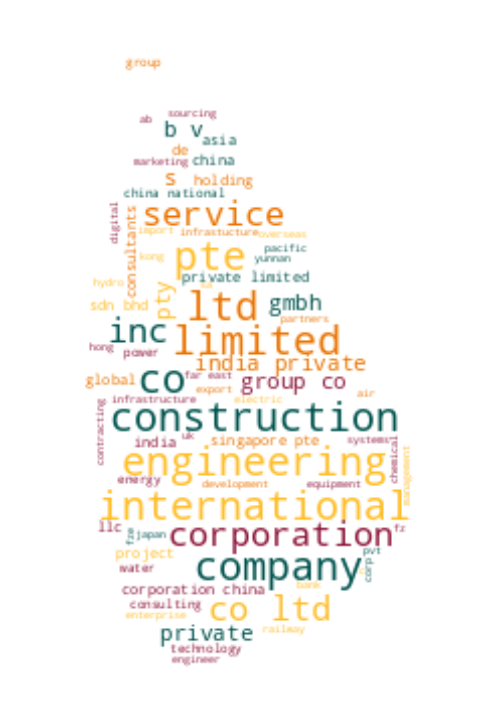 group
sourcing
ab
b v
asia
de
marketing
china
s
holding
china national
digital
consultants
service
import
infrastucture
overseas
pacific
kong
pte
yunnan
hydro
private limited
sdn bhd
pty
ltd
gmbh
partners
inc
limited
hong
power
india private
global
co
far east
group co
export
air
infrastructure
electric
contracting
construction
india
uk
singapore pte
systems
chemical
engineering
management
energy
development
equipment
international
llc
fze
japan
corporation
fz
project
pvt
water
company
corp
corporation china
bank
consulting
co ltd
enterprise
private
railway
technology
engineer